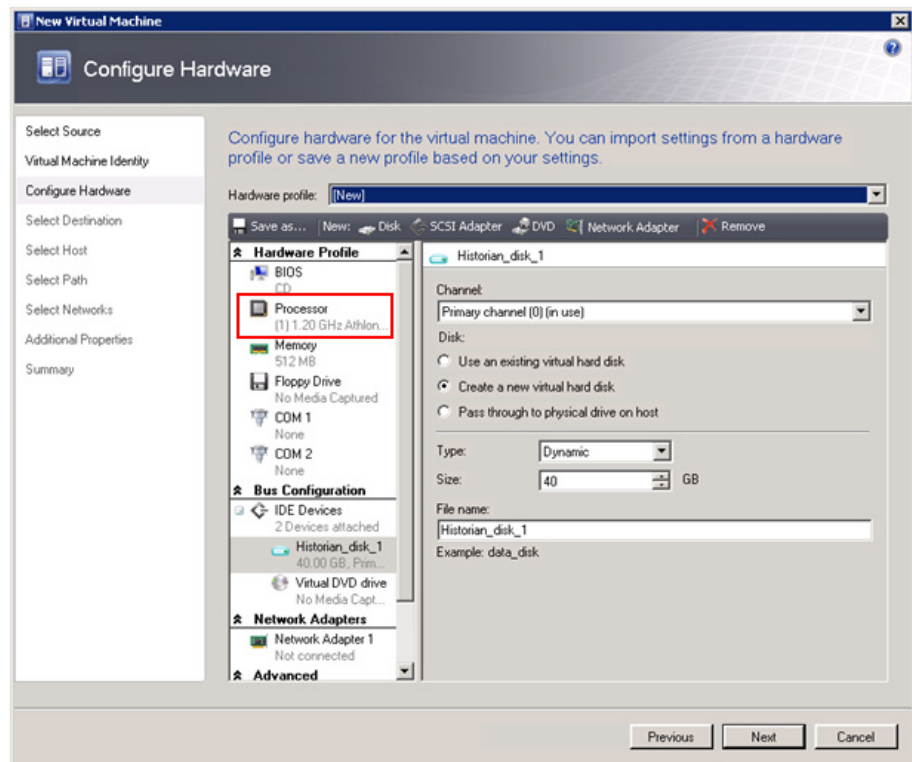 New Virtual Machine
Configure Hardware
Select Source
Virtual Machine Identity
Configure Hardware
Select Destination
Select Host
Select Path
Select Networks
Additional Properties
Summary
Configure hardware for the virtual machine. You can import settings from a hardware
profile or save a new profile based on your settings.
Hardware profile: [New]
Save as... New: Disk SCSI Adapter DVD Network Adapter Remove
Hardware Profile
BIOS
CD
Processor
(1) 1.20 GHz Athlon...
Memory
512 MB
Floppy Drive
No Media Captured
COM 1
None
COM 2
None
Bus Configuration
IDE Devices
2 Devices attached
Historian_disk_1
40.00 GB, Prim...
Virtual DVD drive
No Media Capt...
Network Adapters
Network Adapter 1
Not connected
Advanced
Historian_disk_1
Channel:
Primary channel (0) (in use)
Disk:
Use an existing virtual hard disk
Create a new virtual hard disk
Pass through to physical drive on host
Type: Dynamic
Size: 40 GB
File name:
Historian_disk_1
Example: data_disk
Previous Next Cancel